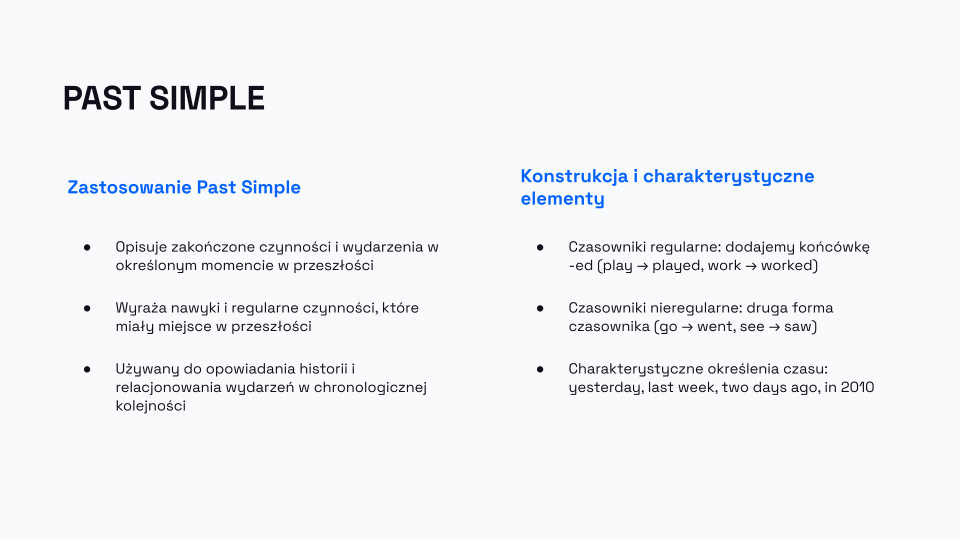 PAST SIMPLE
Zastosowanie Past Simple
● Opisuje zakończone czynności i wydarzenia w
określonym momencie w przeszłości
● Wyraża nawyki i regularne czynności, które
miały miejsce w przeszłości
● Używany do opowiadania historii i
relacjonowania wydarzeń w chronologicznej
kolejności
Konstrukcja i charakterystyczne
elementy
● Czasowniki regularne: dodajemy końcówkę
-ed (play → played, work → worked)
● Czasowniki nieregularne: druga forma
czasownika (go → went, see → saw)
● Charakterystyczne określenia czasu:
yesterday, last week, two days ago, in 2010